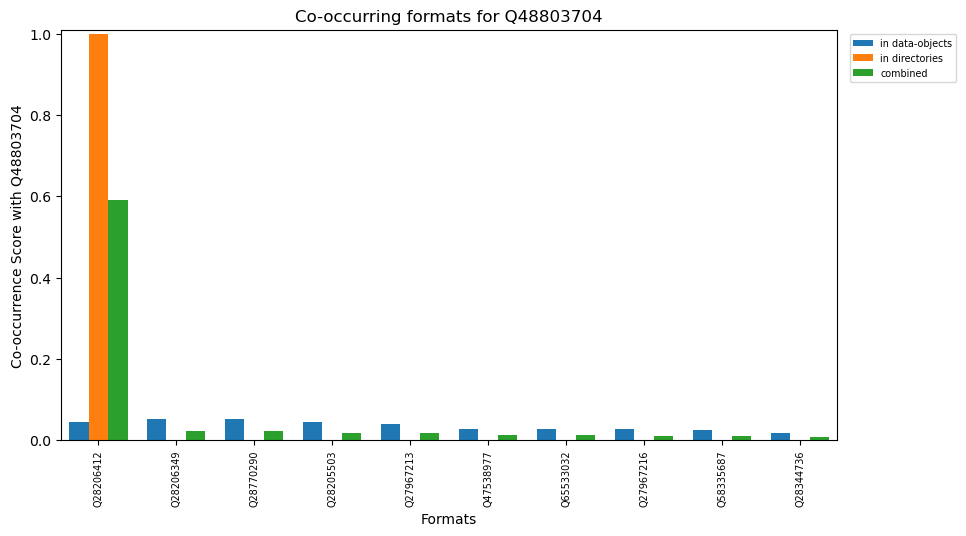 Co-occurring formats for Q48803704
in data-objects
in directories
combined
Co-occurrence Score with Q48803704
1.0
0.8
0.6
0.4
0.2
0.0
Q28206412
Q28206349
Q28770290
Q28205503
Q27967213
Q47538977
Q65533032
Q27967216
Q58335687
Q28344736
Formats